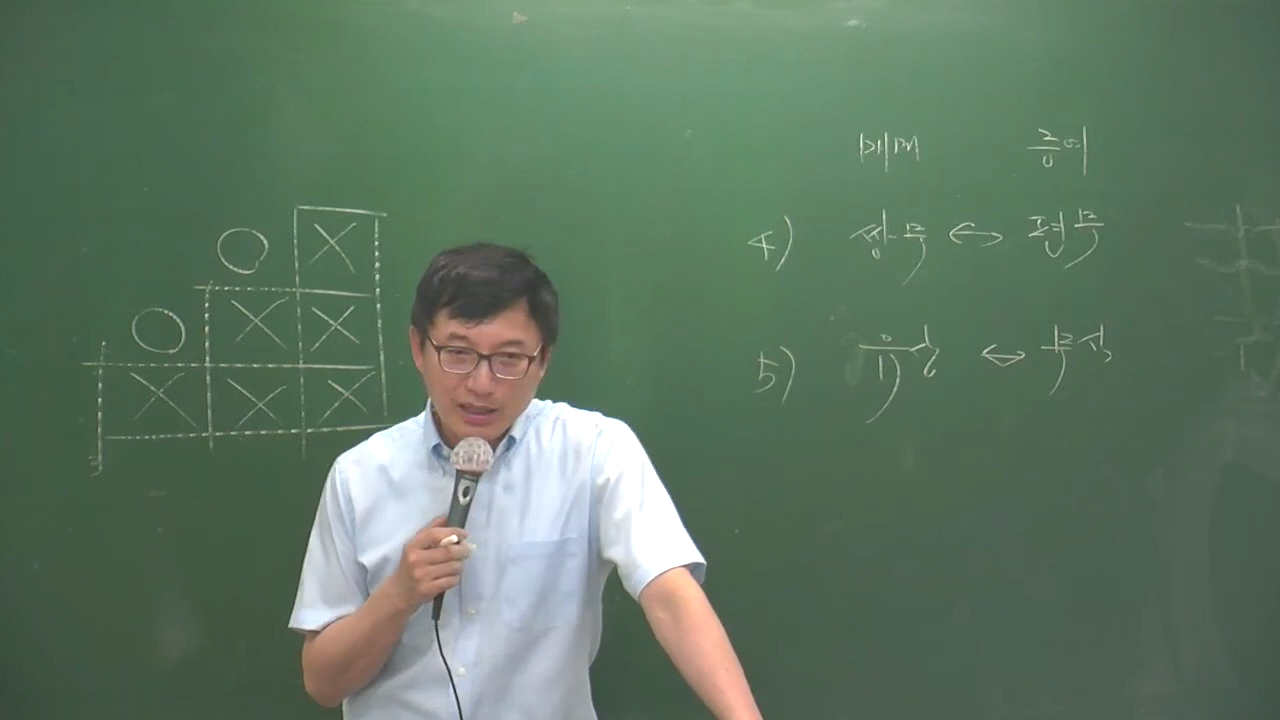 매매 증여
4) 쌍무 ↔ 편무
5) 유상 ↔ 무상